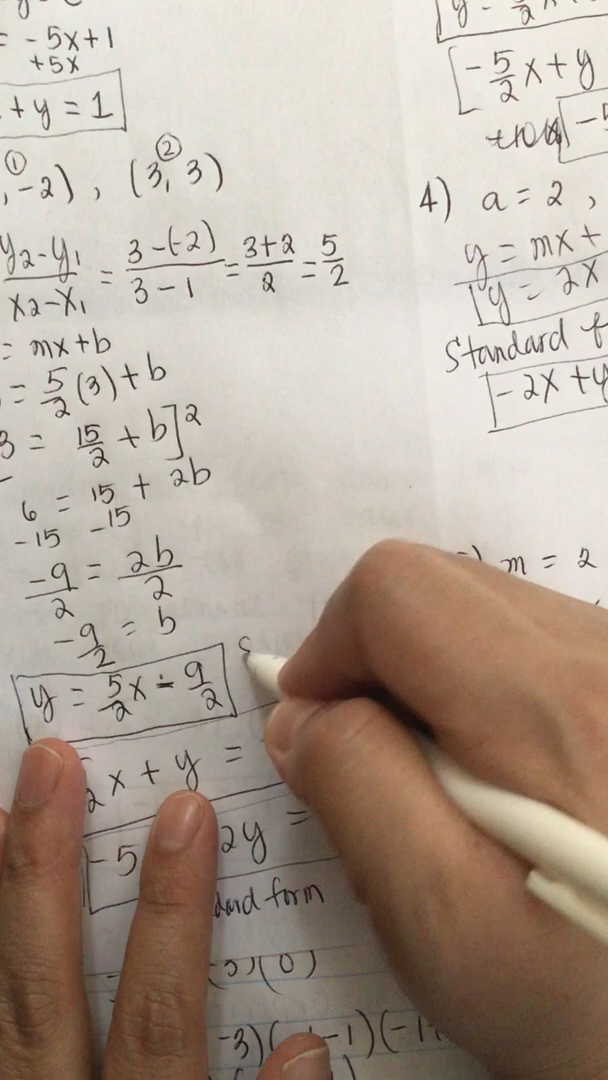 = -5x+1
+5x
+ y = 1
① ②
, -2) , (3, 3)
y₂-y₁/x₂-x₁ = 3-(-2)/3-1 = 3+2/2 = 5/2
= mx+b
= 5/2(3)+b
3 = 15/2 + b]²
6 = 15 + 2b
-15 -15
-9/2 = 2b/2
-9/2 = b
y = 5/2x - 9/2
2x + y =
-5 2y =
dard form
-3)(0)
-3)( -1)(-1
-5/2x + y
4) a = 2 ,
y = mx +
y = 2x
Standard f
-2x + y
m = 2